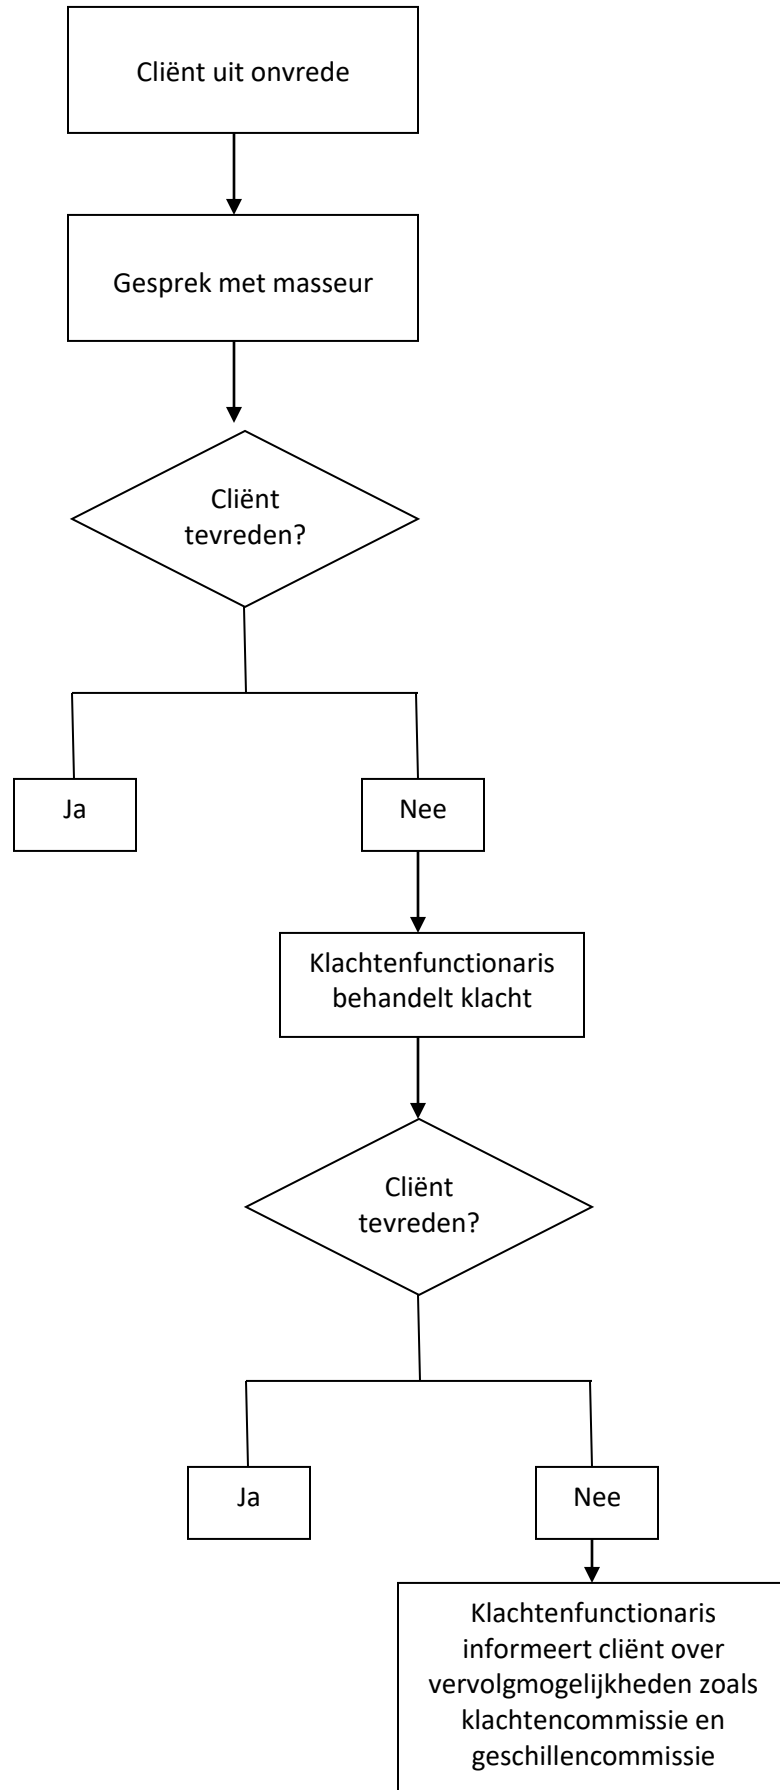 Cliënt uit onvrede
Gesprek met masseur
Cliënt
tevreden?
Ja
Nee
Klachtenfunctionaris
behandelt klacht
Cliënt
tevreden?
Ja
Nee
Klachtenfunctionaris
informeert cliënt over
vervolgmogelijkheden zoals
klachtencommissie en
geschillencommissie